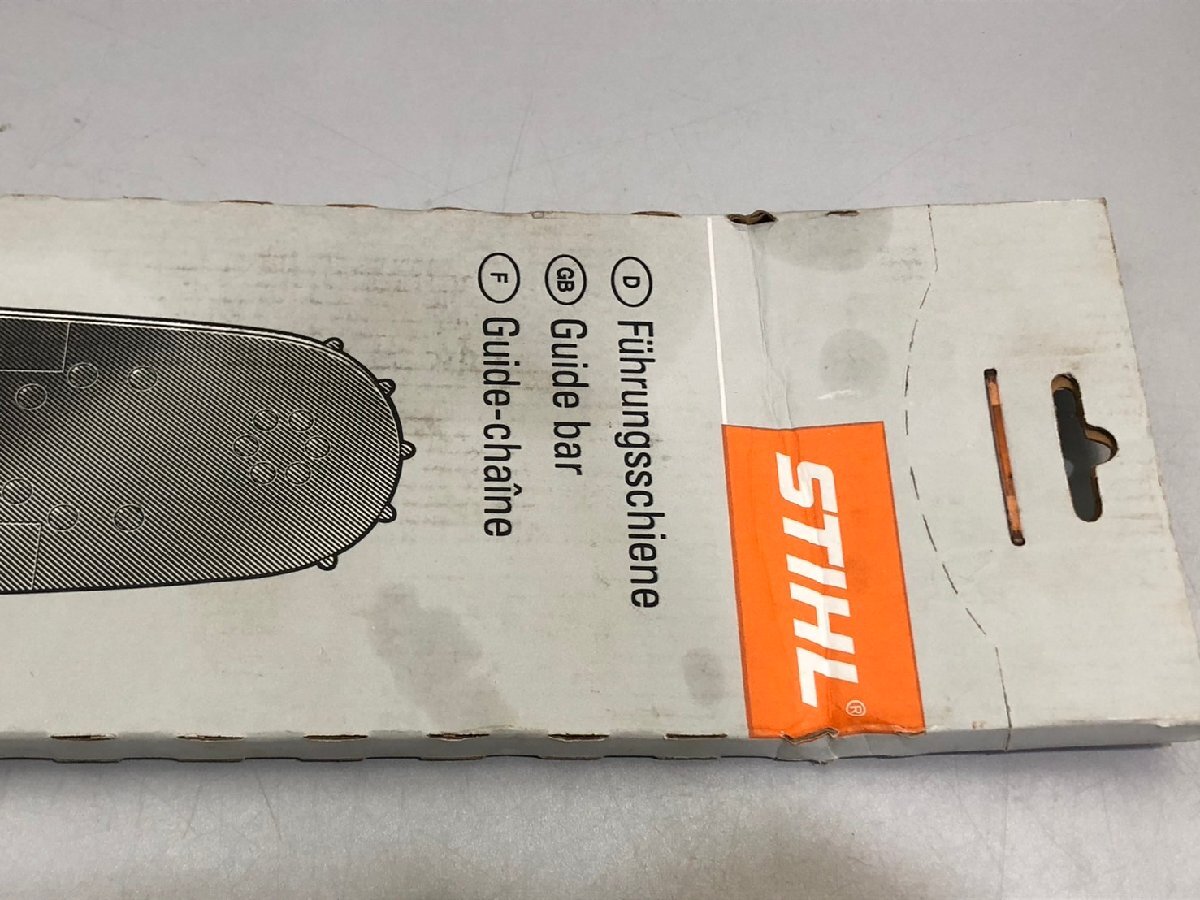 STIHL®
D Führungsschiene
GB Guide bar
F Guide-chaîne